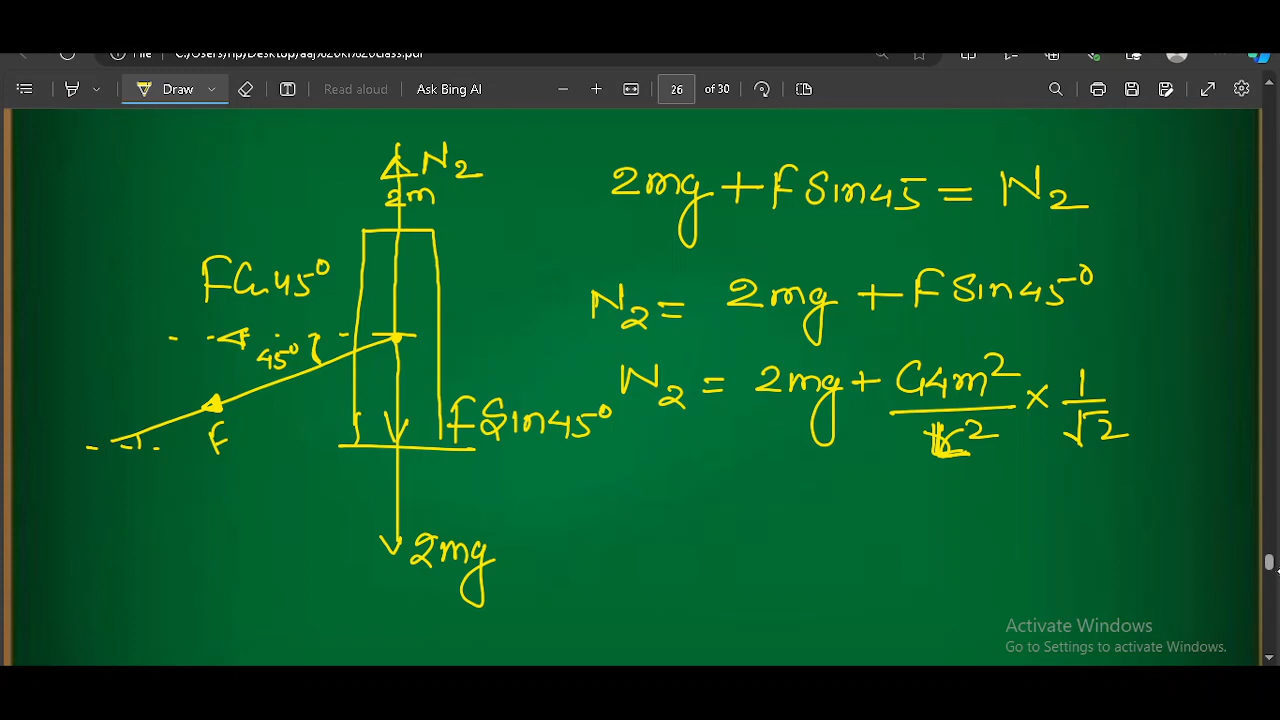 File C:/Users/hp/Desktop/aaj%20ki%20class.pdf
Draw Read aloud Ask Bing AI 26 of 30
N₂
2m
2mg + F Sin45 = N₂
F Cos45°
N₂ = 2mg + F Sin45°
45°
N₂ = 2mg + G4m²/r² × 1/√2
F Sin45°
F
2mg
Activate Windows
Go to Settings to activate Windows.